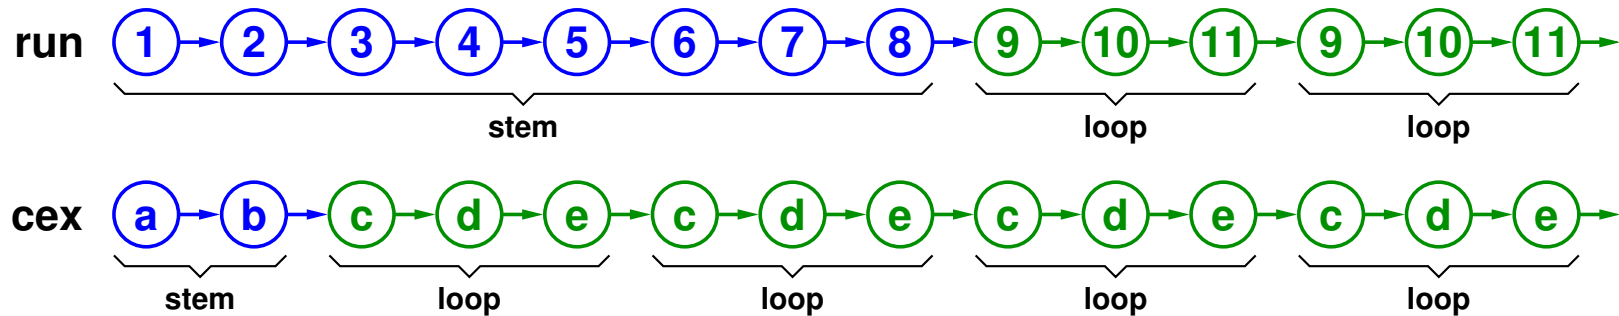 run 1 2 3 4 5 6 7 8 9 10 11 9 10 11
stem loop loop
cex a b c d e c d e c d e c d e
stem loop loop loop loop